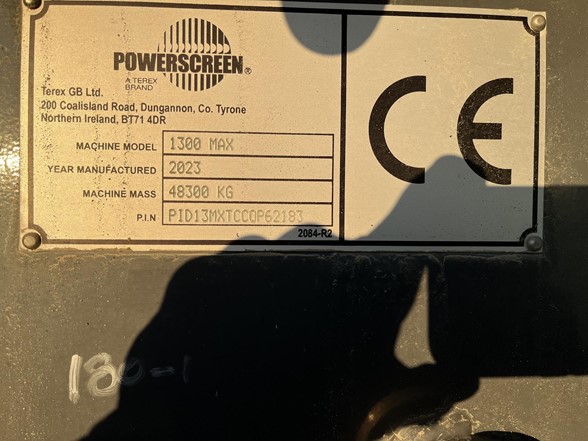 POWERSCREEN®
A TEREX
BRAND
Terex GB Ltd.
200 Coalisland Road, Dungannon, Co. Tyrone
Northern Ireland, BT71 4DR
MACHINE MODEL 1300 MAX
YEAR MANUFACTURED 2023
MACHINE MASS 48300 KG
P.I.N PID13MXTCCOP62183
2084-R2
CE
180-1